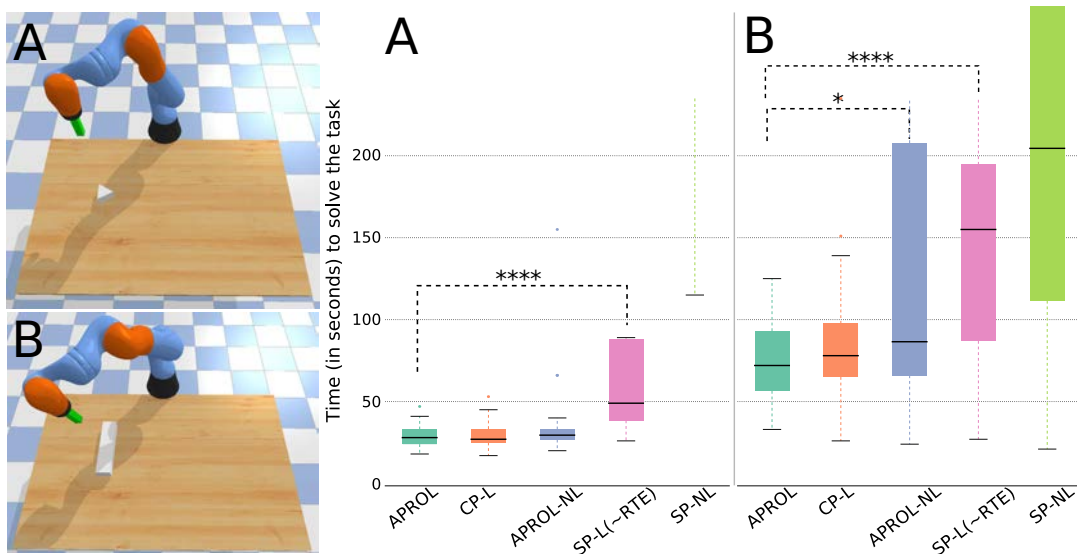 A
B
A
B
Time (in seconds) to solve the task
200
150
100
50
0
****
****
*
APROL
CP-L
APROL-NL
SP-L(~RTE)
SP-NL
APROL
CP-L
APROL-NL
SP-L(~RTE)
SP-NL